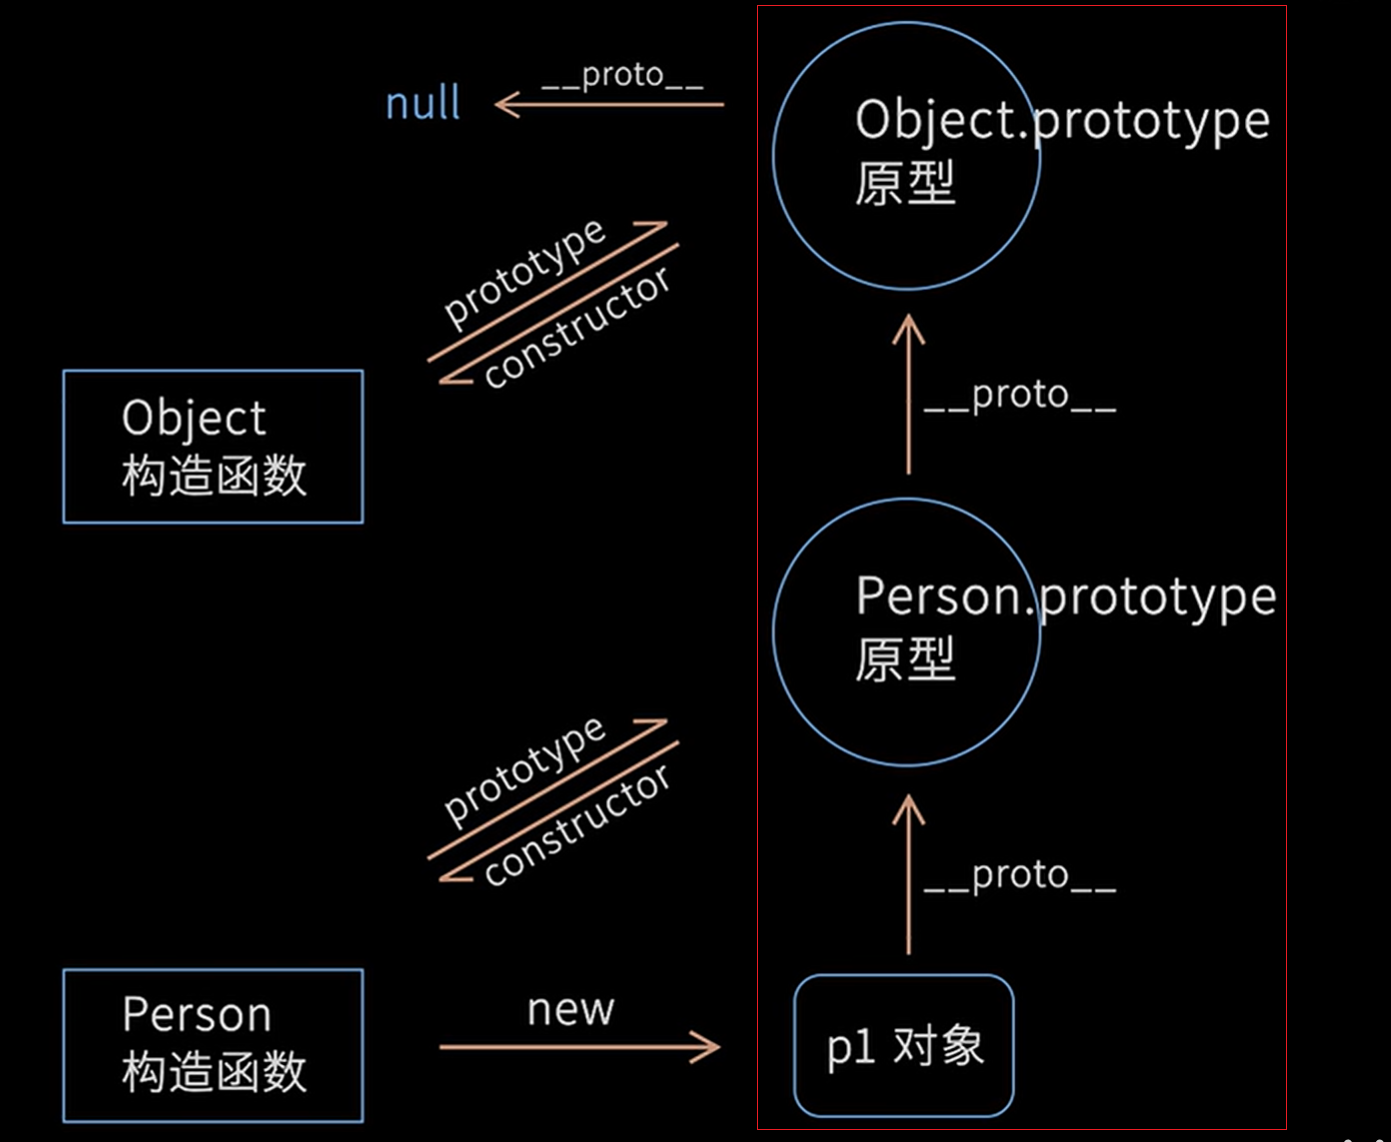 null
__proto__
Object.prototype
原型
prototype
constructor
Object
构造函数
__proto__
Person.prototype
原型
prototype
constructor
__proto__
Person
构造函数
new
p1 对象